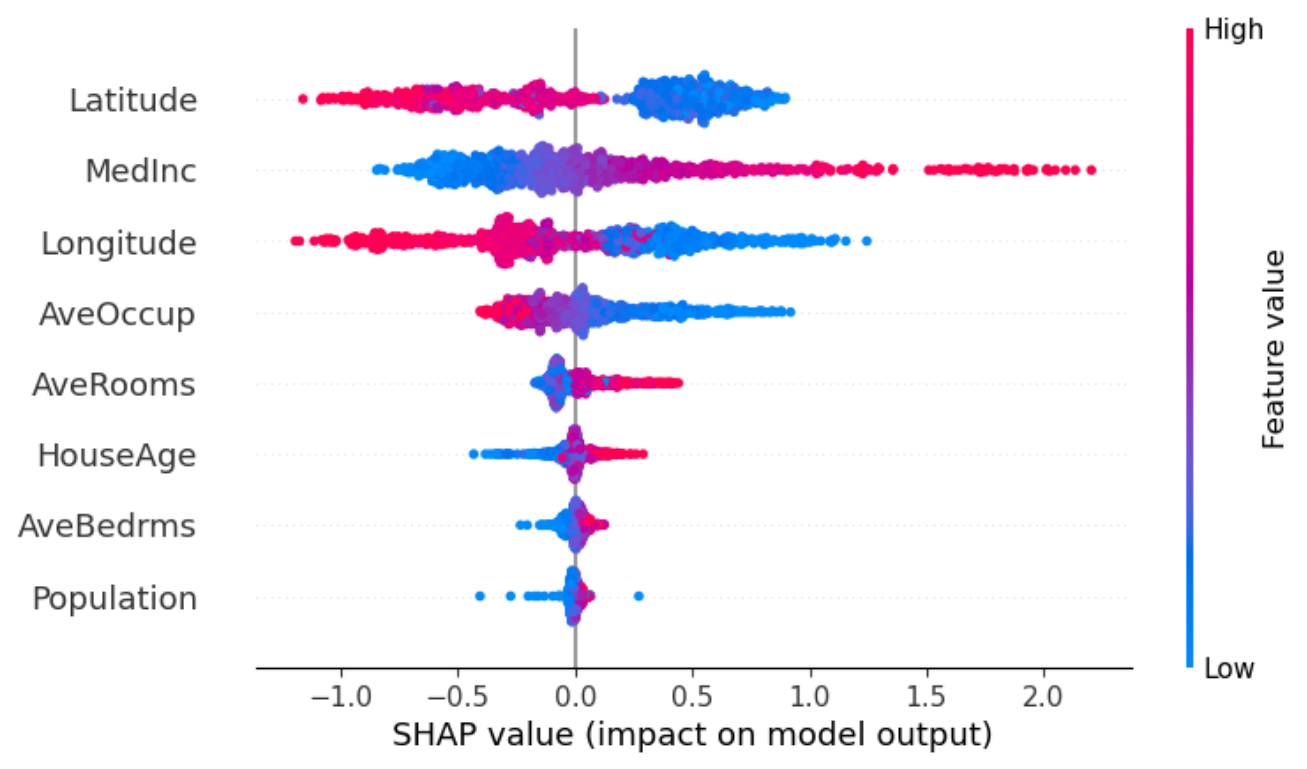 High
Latitude
MedInc
Longitude
AveOccup
AveRooms
HouseAge
AveBedrms
Population
Feature value
Low
−1.0 −0.5 0.0 0.5 1.0 1.5 2.0
SHAP value (impact on model output)